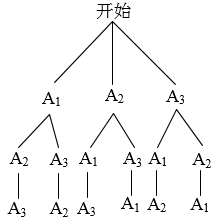 开始
A₁ A₂ A₃
A₂ A₃ A₁ A₃ A₁ A₂
A₃ A₂ A₃ A₁ A₂ A₁